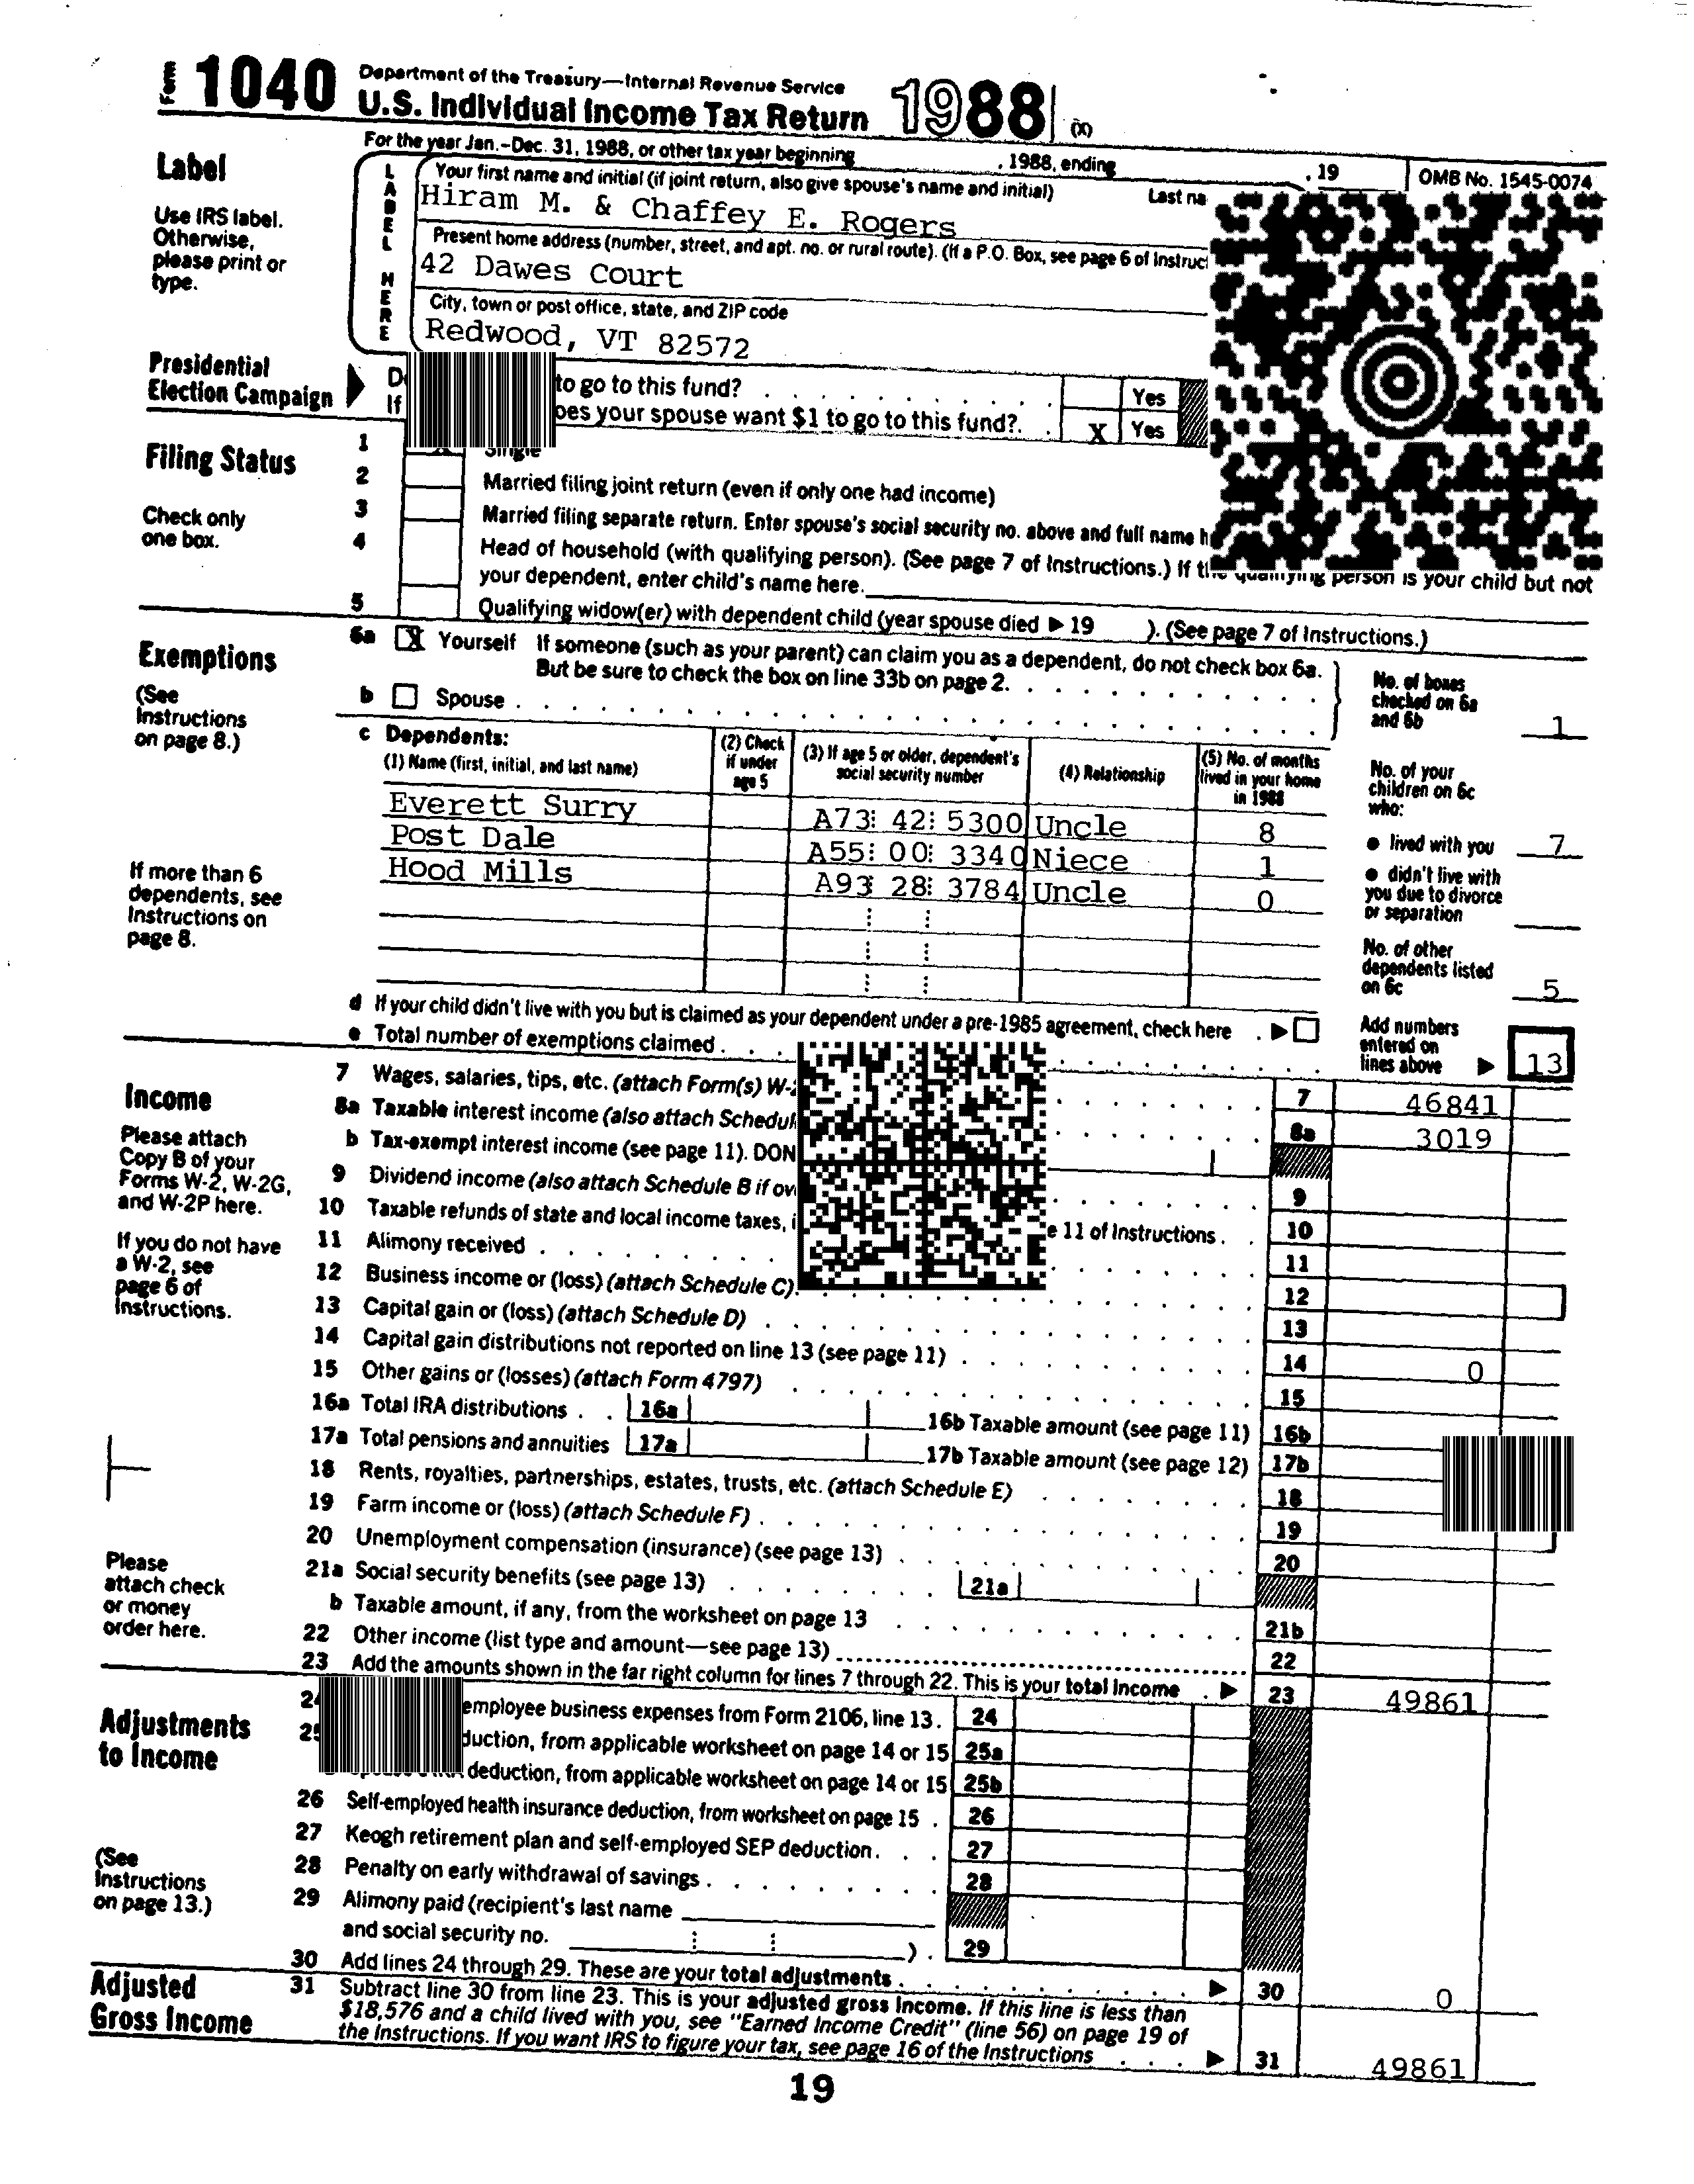 Form 1040 Department of the Treasury—Internal Revenue Service
U.S. Individual Income Tax Return 1988 (X)
For the year Jan.–Dec. 31, 1988, or other tax year beginning , 1988, ending , 19 OMB No. 1545-0074
Label
Use IRS label.
Otherwise,
please print or
type.
LABEL HERE
Your first name and initial (if joint return, also give spouse's name and initial) Last na
Hiram M. & Chaffey E. Rogers
Present home address (number, street, and apt. no. or rural route). (If a P.O. Box, see page 6 of Instruc
42 Dawes Court
City, town or post office, state, and ZIP code
Redwood, VT 82572
Presidential
Election Campaign
to go to this fund? Yes
If oes your spouse want $1 to go to this fund? X Yes
Filing Status
Check only
one box.
1 Single
2 Married filing joint return (even if only one had income)
3 Married filing separate return. Enter spouse's social security no. above and full name h
4 Head of household (with qualifying person). (See page 7 of Instructions.) If the qualifying person is your child but not
your dependent, enter child's name here.
5 Qualifying widow(er) with dependent child (year spouse died ▶ 19 ). (See page 7 of Instructions.)
Exemptions
(See
Instructions
on page 8.)
6a X Yourself If someone (such as your parent) can claim you as a dependent, do not check box 6a.
But be sure to check the box on line 33b on page 2.
b Spouse
No. of boxes
checked on 6a
and 6b 1
c Dependents:
(1) Name (first, initial, and last name)
(2) Check
if under
age 5
(3) If age 5 or older, dependent's
social security number
(4) Relationship
(5) No. of months
lived in your home
in 1988
Everett Surry A73 42 5300 Uncle 8
Post Dale A55 00 3340 Niece 1
Hood Mills A93 28 3784 Uncle 0
If more than 6
dependents, see
Instructions on
page 8.
No. of your
children on 6c
who:
● lived with you 7
● didn't live with
you due to divorce
or separation
No. of other
dependents listed
on 6c 5
d If your child didn't live with you but is claimed as your dependent under a pre-1985 agreement, check here ▶
e Total number of exemptions claimed
Add numbers
entered on
lines above ▶ 13
Income
Please attach
Copy B of your
Forms W-2, W-2G,
and W-2P here.
If you do not have
a W-2, see
page 6 of
Instructions.
Please
attach check
or money
order here.
7 Wages, salaries, tips, etc. (attach Form(s) W-2 7 46841
8a Taxable interest income (also attach Schedul 8a 3019
b Tax-exempt interest income (see page 11). DON
9 Dividend income (also attach Schedule B if ov 9
10 Taxable refunds of state and local income taxes, i e 11 of Instructions 10
11 Alimony received 11
12 Business income or (loss) (attach Schedule C) 12
13 Capital gain or (loss) (attach Schedule D) 13
14 Capital gain distributions not reported on line 13 (see page 11) 14 0
15 Other gains or (losses) (attach Form 4797) 15
16a Total IRA distributions 16a 16b Taxable amount (see page 11) 16b
17a Total pensions and annuities 17a 17b Taxable amount (see page 12) 17b
18 Rents, royalties, partnerships, estates, trusts, etc. (attach Schedule E) 18
19 Farm income or (loss) (attach Schedule F) 19
20 Unemployment compensation (insurance) (see page 13) 20
21a Social security benefits (see page 13) 21a
b Taxable amount, if any, from the worksheet on page 13 21b
22 Other income (list type and amount—see page 13) 22
23 Add the amounts shown in the far right column for lines 7 through 22. This is your total income ▶ 23 49861
Adjustments
to Income
(See
Instructions
on page 13.)
employee business expenses from Form 2106, line 13. 24
duction, from applicable worksheet on page 14 or 15 25a
deduction, from applicable worksheet on page 14 or 15 25b
26 Self-employed health insurance deduction, from worksheet on page 15 26
27 Keogh retirement plan and self-employed SEP deduction 27
28 Penalty on early withdrawal of savings 28
29 Alimony paid (recipient's last name
and social security no. ) 29
30 Add lines 24 through 29. These are your total adjustments ▶ 30 0
Adjusted
Gross Income
31 Subtract line 30 from line 23. This is your adjusted gross income. If this line is less than
$18,576 and a child lived with you, see "Earned Income Credit" (line 56) on page 19 of
the Instructions. If you want IRS to figure your tax, see page 16 of the Instructions ▶ 31 49861
19